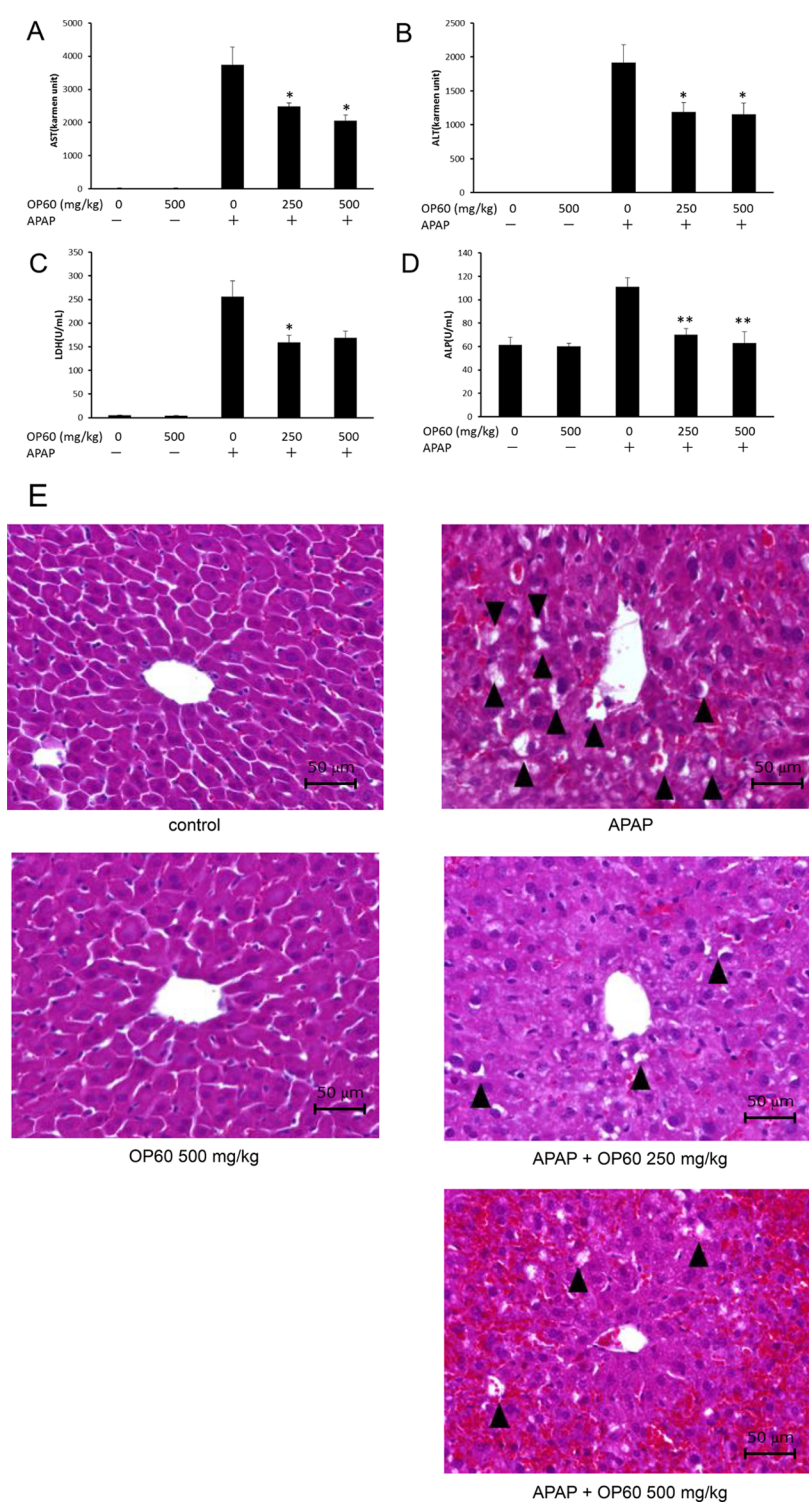 A
AST(karmen unit)
5000
4000
3000
2000
1000
0
* *
OP60 (mg/kg) 0 500 0 250 500
APAP — — + + +
B
ALT(karmen unit)
2500
2000
1500
1000
500
0
* *
OP60 (mg/kg) 0 500 0 250 500
APAP — — + + +
C
LDH(U/mL)
350
300
250
200
150
100
50
0
*
OP60 (mg/kg) 0 500 0 250 500
APAP — — + + +
D
ALP(U/mL)
140
120
100
80
60
40
20
0
** **
OP60 (mg/kg) 0 500 0 250 500
APAP — — + + +
E
50 μm
control
50 μm
APAP
50 μm
OP60 500 mg/kg
50 μm
APAP + OP60 250 mg/kg
50 μm
APAP + OP60 500 mg/kg